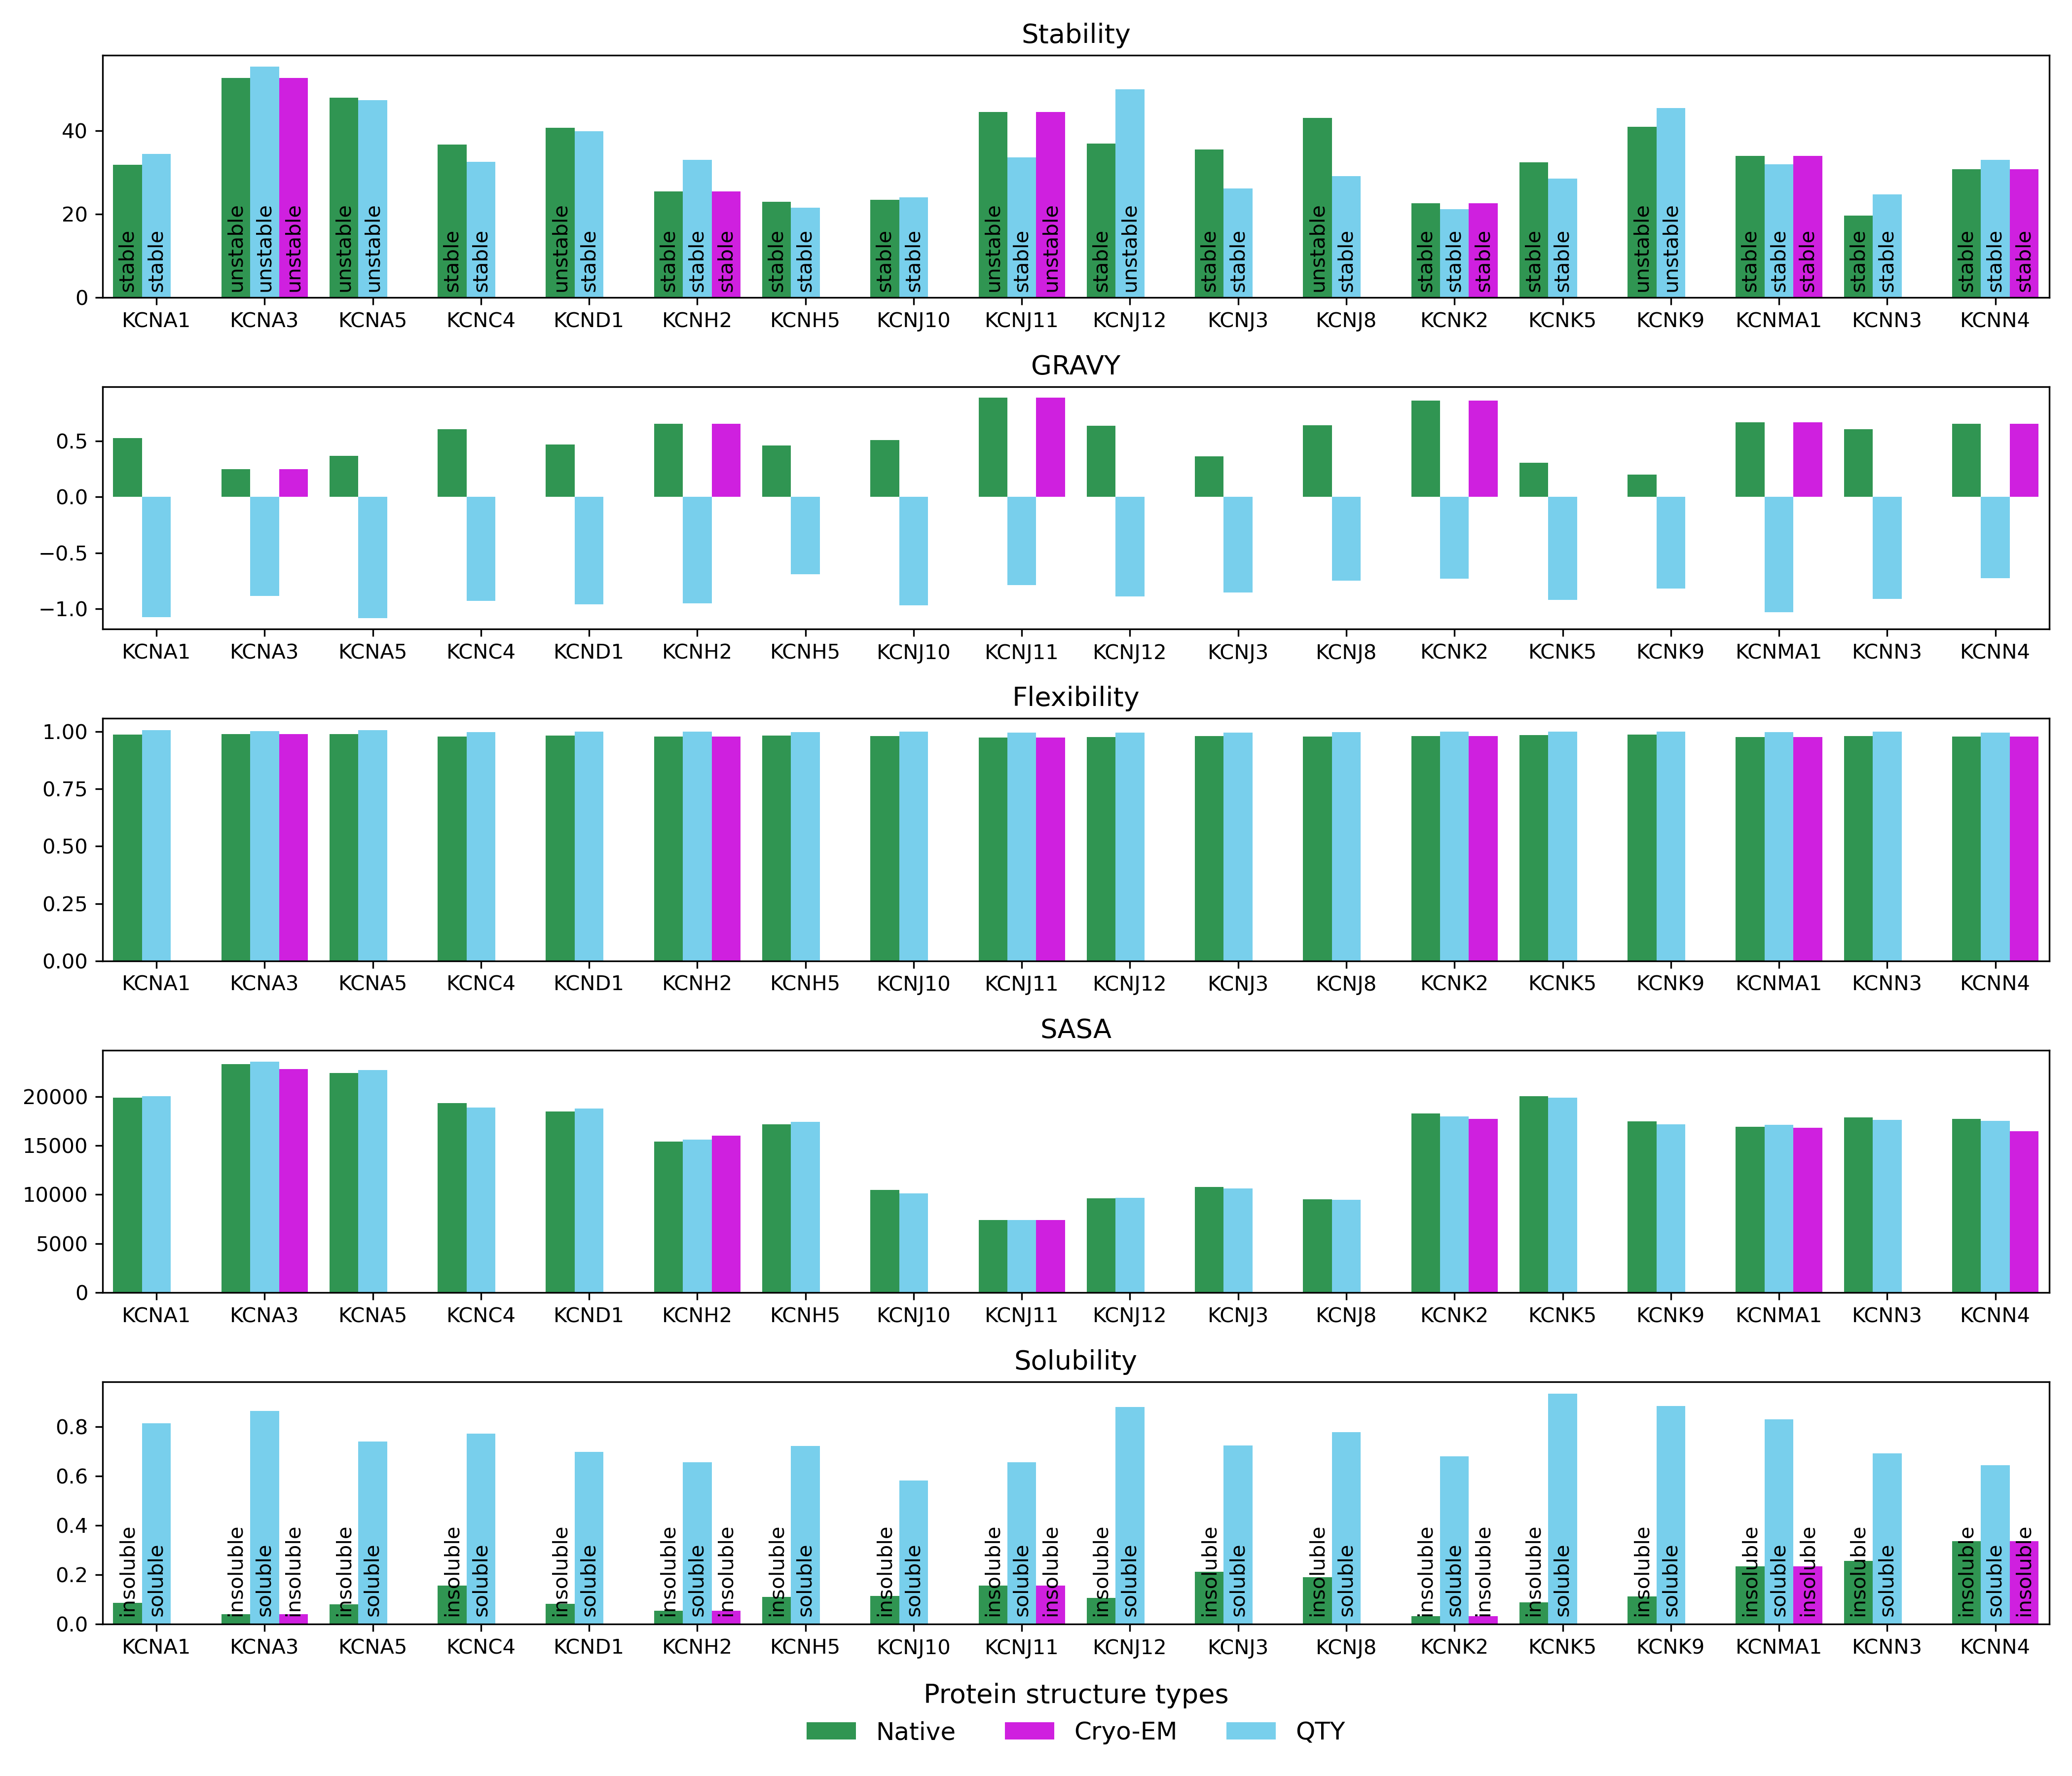 Stability
40
20
0
stable stable unstable unstable unstable unstable unstable stable stable unstable stable stable stable stable stable stable stable stable unstable stable unstable stable unstable stable stable unstable stable stable stable stable stable stable unstable unstable stable stable stable stable stable stable stable stable
KCNA1 KCNA3 KCNA5 KCNC4 KCND1 KCNH2 KCNH5 KCNJ10 KCNJ11 KCNJ12 KCNJ3 KCNJ8 KCNK2 KCNK5 KCNK9 KCNMA1 KCNN3 KCNN4
GRAVY
0.5
0.0
−0.5
−1.0
KCNA1 KCNA3 KCNA5 KCNC4 KCND1 KCNH2 KCNH5 KCNJ10 KCNJ11 KCNJ12 KCNJ3 KCNJ8 KCNK2 KCNK5 KCNK9 KCNMA1 KCNN3 KCNN4
Flexibility
1.00
0.75
0.50
0.25
0.00
KCNA1 KCNA3 KCNA5 KCNC4 KCND1 KCNH2 KCNH5 KCNJ10 KCNJ11 KCNJ12 KCNJ3 KCNJ8 KCNK2 KCNK5 KCNK9 KCNMA1 KCNN3 KCNN4
SASA
20000
15000
10000
5000
0
KCNA1 KCNA3 KCNA5 KCNC4 KCND1 KCNH2 KCNH5 KCNJ10 KCNJ11 KCNJ12 KCNJ3 KCNJ8 KCNK2 KCNK5 KCNK9 KCNMA1 KCNN3 KCNN4
Solubility
0.8
0.6
0.4
0.2
0.0
insoluble soluble insoluble soluble insoluble insoluble soluble insoluble soluble insoluble soluble insoluble soluble insoluble insoluble soluble insoluble soluble insoluble soluble insoluble insoluble soluble insoluble soluble insoluble soluble insoluble soluble insoluble insoluble soluble insoluble soluble insoluble soluble insoluble insoluble soluble insoluble soluble insoluble
KCNA1 KCNA3 KCNA5 KCNC4 KCND1 KCNH2 KCNH5 KCNJ10 KCNJ11 KCNJ12 KCNJ3 KCNJ8 KCNK2 KCNK5 KCNK9 KCNMA1 KCNN3 KCNN4
Protein structure types
Native Cryo-EM QTY